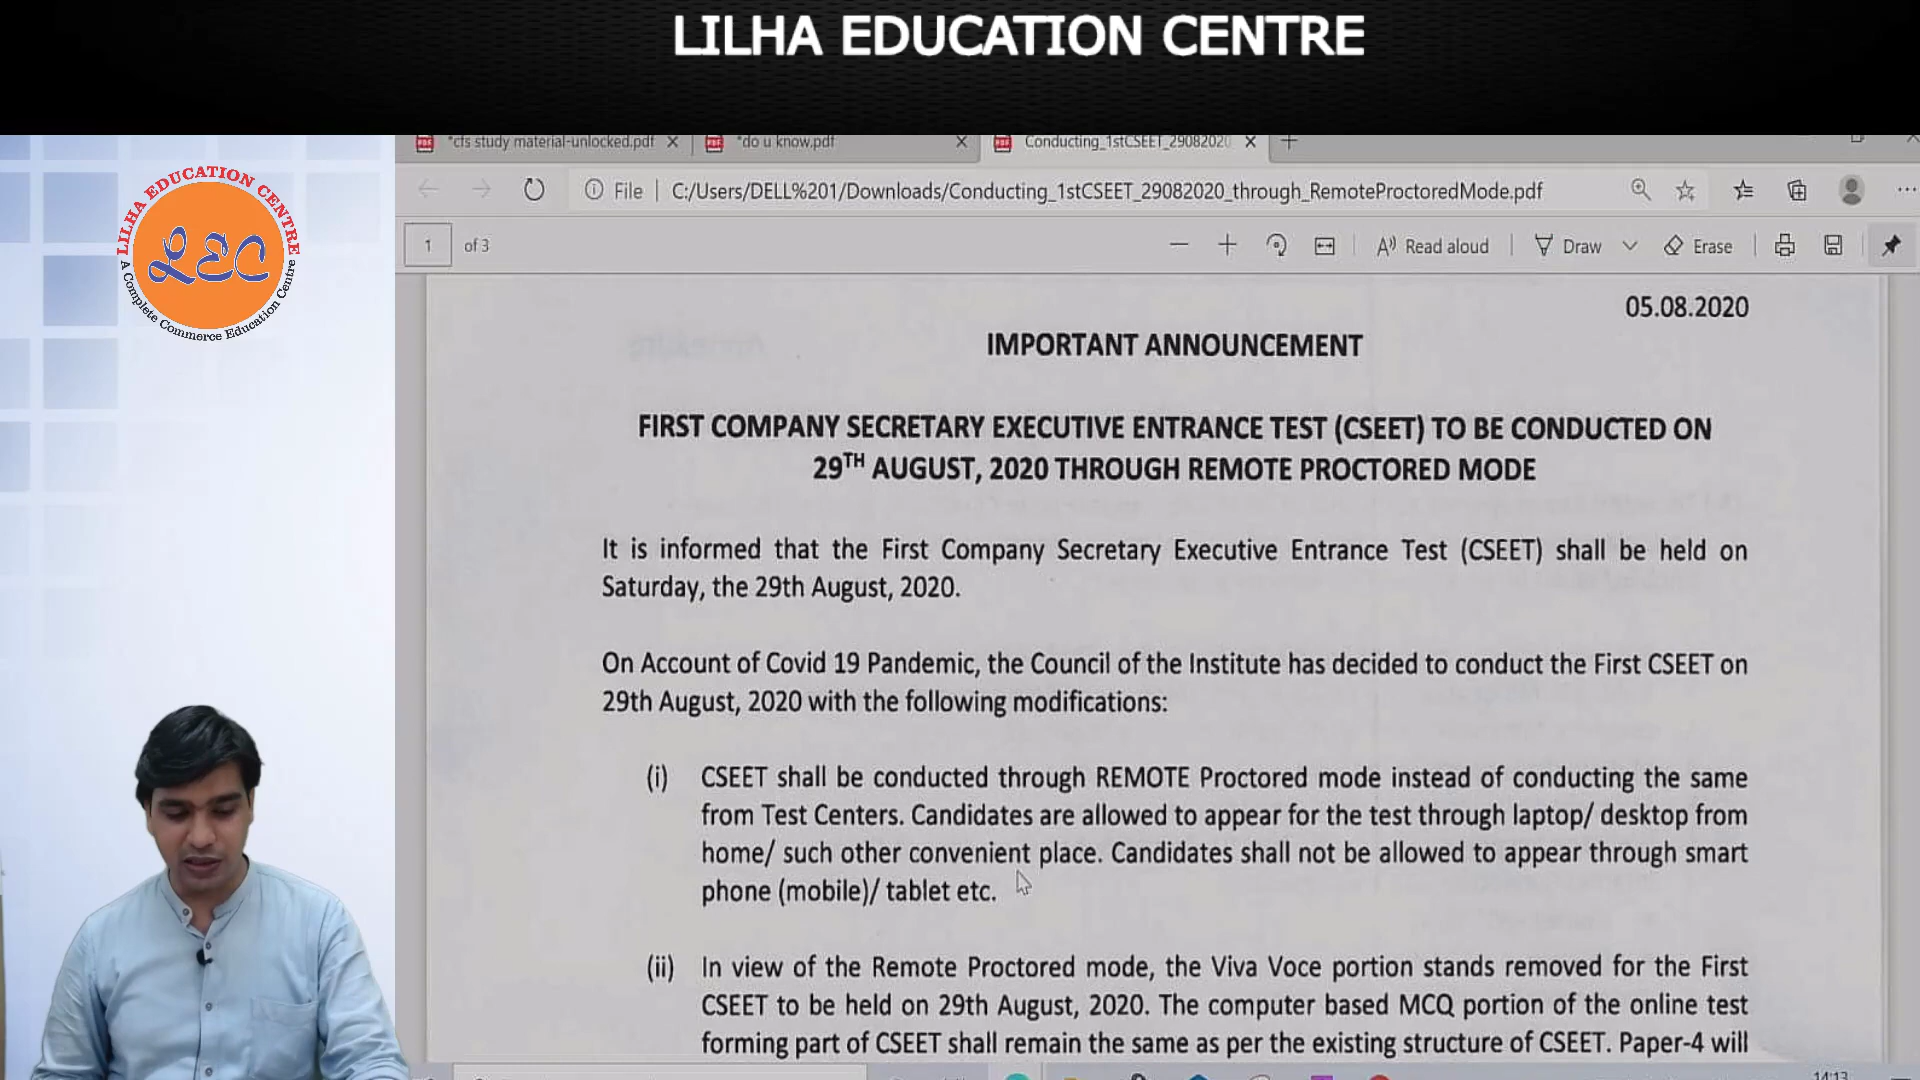 LILHA EDUCATION CENTRE
LILHA EDUCATION CENTRE
LEC
A Complete Commerce Education Centre
*cfs study material-unlocked.pdf
*do u know.pdf
Conducting_1stCSEET_29082020
File
C:/Users/DELL%201/Downloads/Conducting_1stCSEET_29082020_through_RemoteProctoredMode.pdf
1 of 3
Read aloud
Draw
Erase
05.08.2020
IMPORTANT ANNOUNCEMENT
FIRST COMPANY SECRETARY EXECUTIVE ENTRANCE TEST (CSEET) TO BE CONDUCTED ON
29TH AUGUST, 2020 THROUGH REMOTE PROCTORED MODE
It is informed that the First Company Secretary Executive Entrance Test (CSEET) shall be held on
Saturday, the 29th August, 2020.
On Account of Covid 19 Pandemic, the Council of the Institute has decided to conduct the First CSEET on
29th August, 2020 with the following modifications:
(i) CSEET shall be conducted through REMOTE Proctored mode instead of conducting the same
from Test Centers. Candidates are allowed to appear for the test through laptop/ desktop from
home/ such other convenient place. Candidates shall not be allowed to appear through smart
phone (mobile)/ tablet etc.
(ii) In view of the Remote Proctored mode, the Viva Voce portion stands removed for the First
CSEET to be held on 29th August, 2020. The computer based MCQ portion of the online test
forming part of CSEET shall remain the same as per the existing structure of CSEET. Paper-4 will